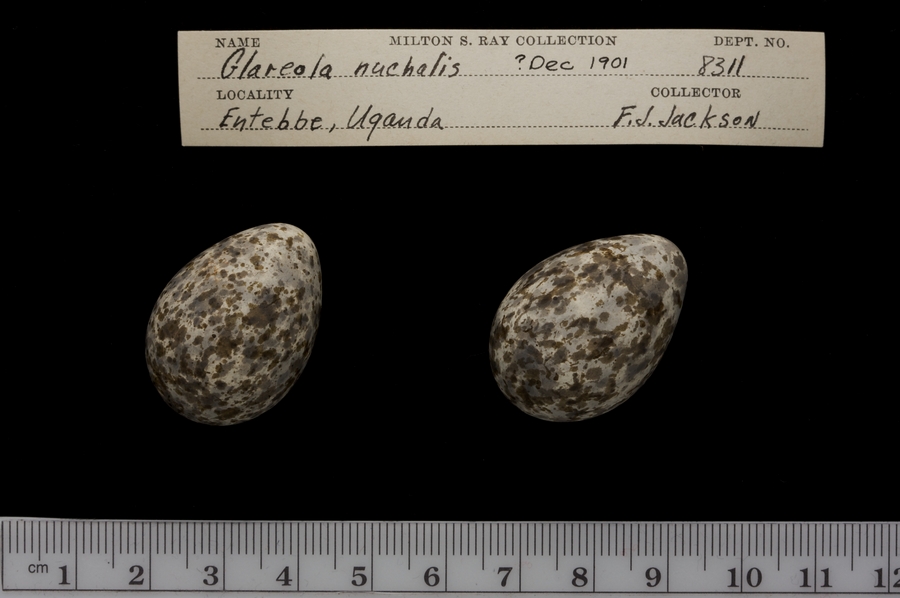 NAME MILTON S. RAY COLLECTION DEPT. NO.
Glareola nuchalis ? Dec 1901 8311
LOCALITY COLLECTOR
Entebbe, Uganda F.J. Jackson
cm 1 2 3 4 5 6 7 8 9 10 11 12